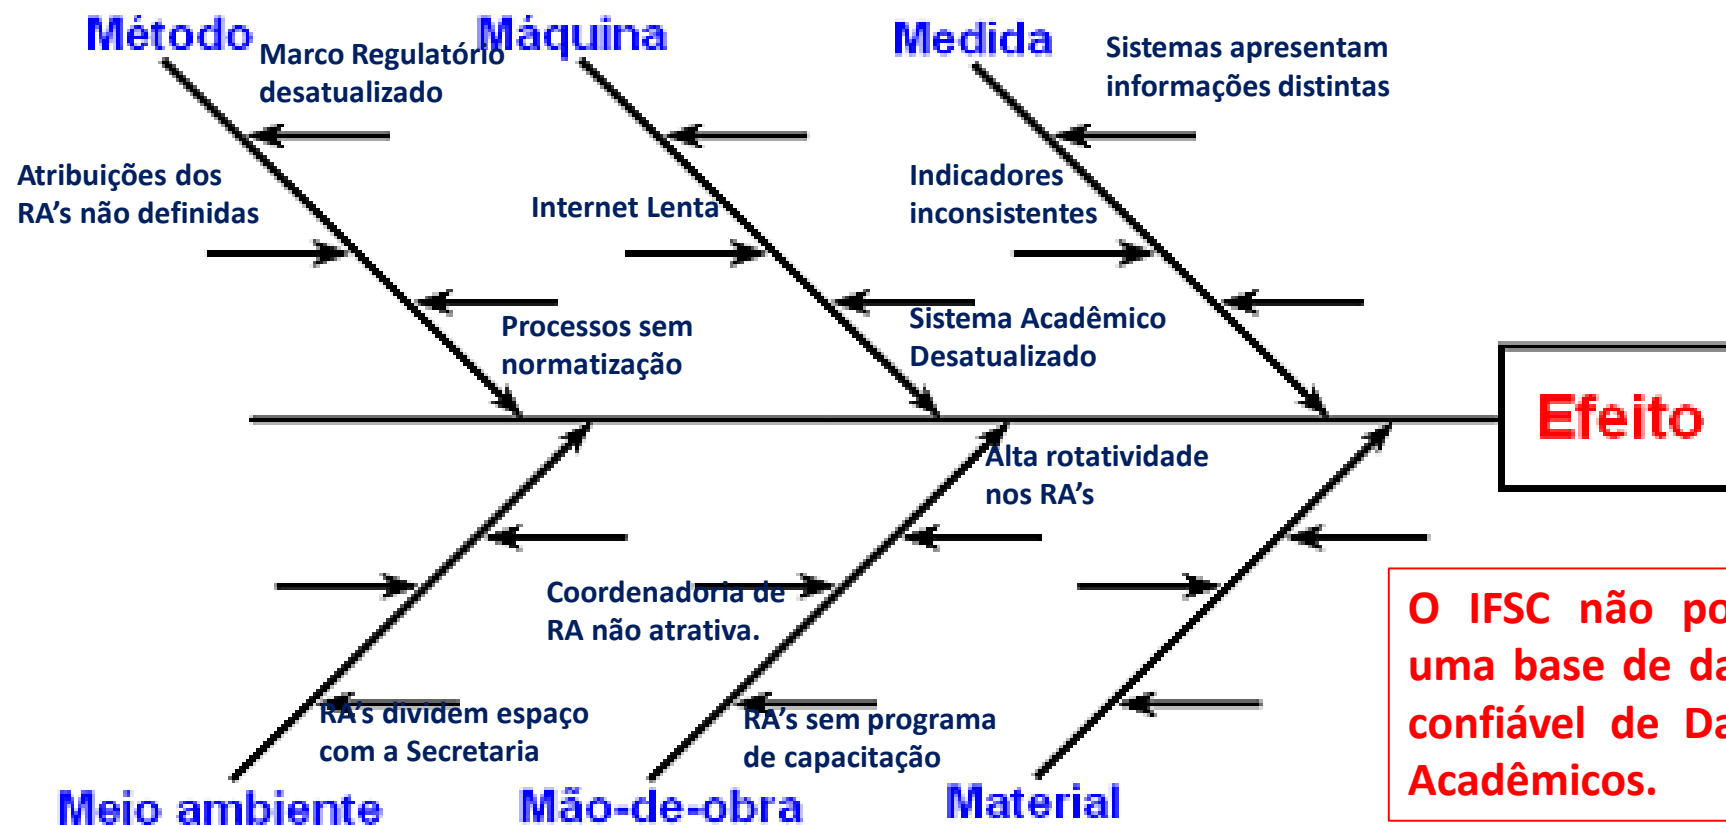 Método
Marco Regulatório
desatualizado
Atribuições dos
RA's não definidas
Processos sem
normatização
Máquina
Internet Lenta
Sistema Acadêmico
Desatualizado
Medida
Sistemas apresentam
informações distintas
Indicadores
inconsistentes
Efeito
Alta rotatividade
nos RA's
Coordenadoria de
RA não atrativa.
RA's sem programa
de capacitação
Mão-de-obra
RA's dividem espaço
com a Secretaria
Meio ambiente
Material
O IFSC não
uma base de
confiável de
Acadêmicos.